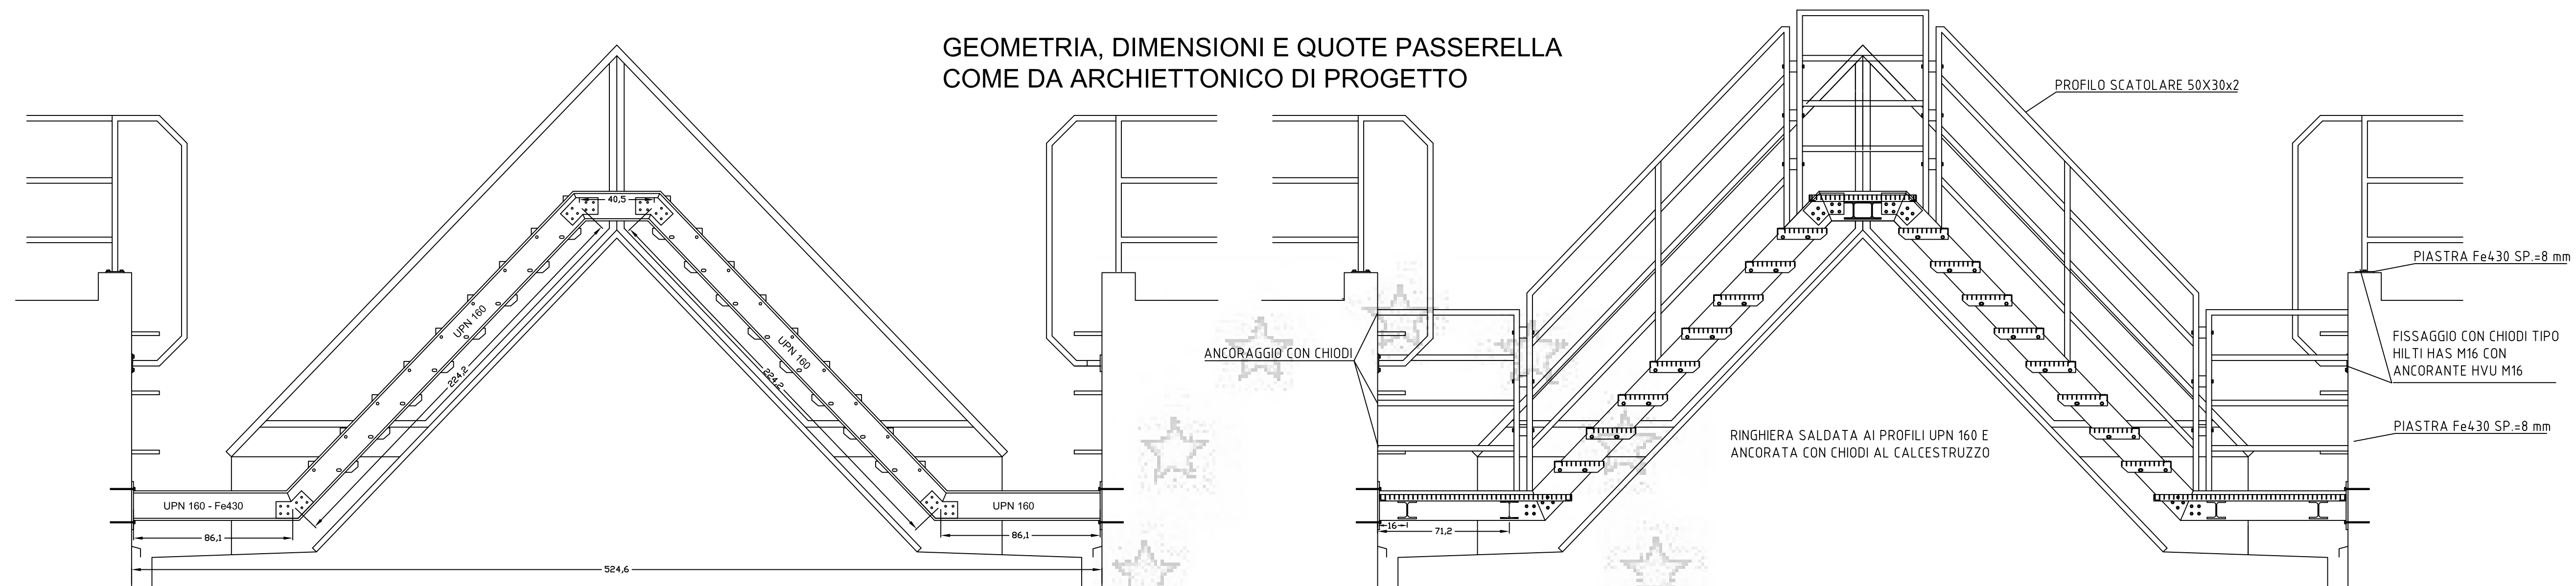 GEOMETRIA, DIMENSIONI E QUOTE PASSERELLA
COME DA ARCHIETTONICO DI PROGETTO
40,5
UPN 160
UPN 160
224,2
224,2
UPN 160 - Fe430
UPN 160
86,1
86,1
524,6
PROFILO SCATOLARE 50X30x2
PIASTRA Fe430 SP.=8 mm
ANCORAGGIO CON CHIODI
FISSAGGIO CON CHIODI TIPO
HILTI HAS M16 CON
ANCORANTE HVU M16
PIASTRA Fe430 SP.=8 mm
RINGHIERA SALDATA AI PROFILI UPN 160 E
ANCORATA CON CHIODI AL CALCESTRUZZO
16
71,2